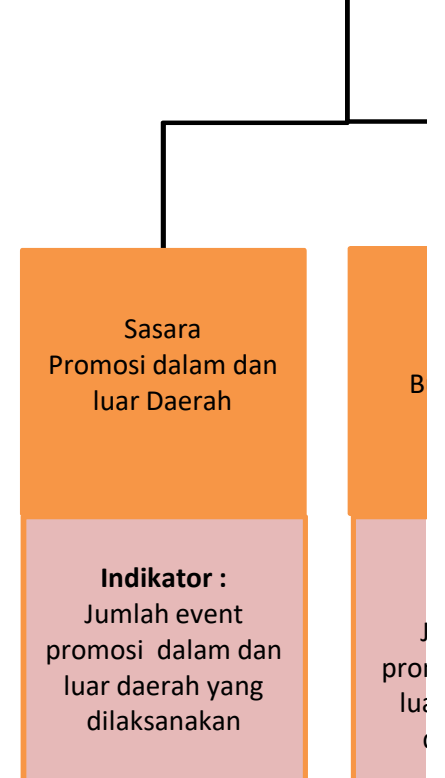 Sasara
Promosi dalam dan
luar Daerah
Indikator :
Jumlah event
promosi  dalam dan
luar daerah yang
dilaksanakan